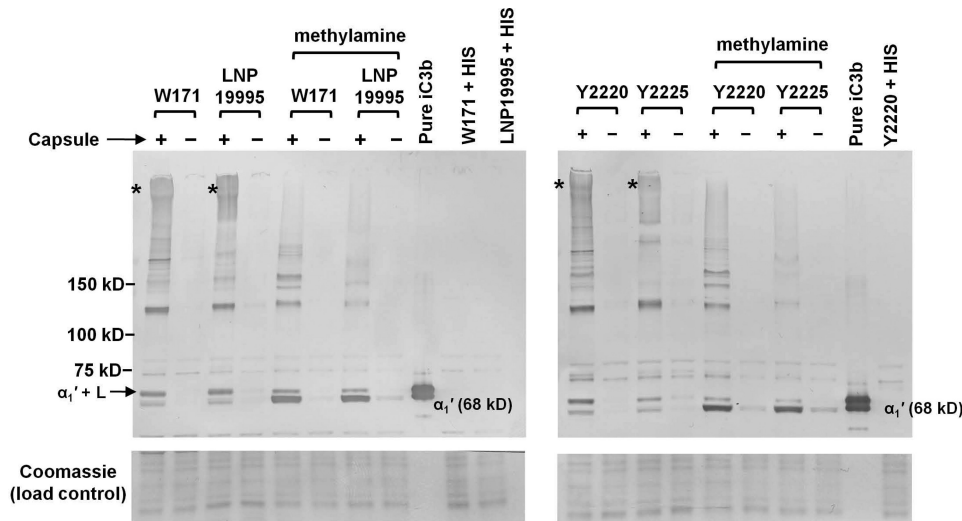 methylamine
W171
LNP
19995
W171
LNP
19995
Pure iC3b
W171 + HIS
LNP19995 + HIS
Capsule
+ − + − + − + −
*
*
150 kD
100 kD
75 kD
α₁′ + L
α₁′ (68 kD)
Coomassie
(load control)
methylamine
Y2220 Y2225 Y2220 Y2225
Pure iC3b
Y2220 + HIS
+ − + − + − + −
*
*
α₁′ (68 kD)